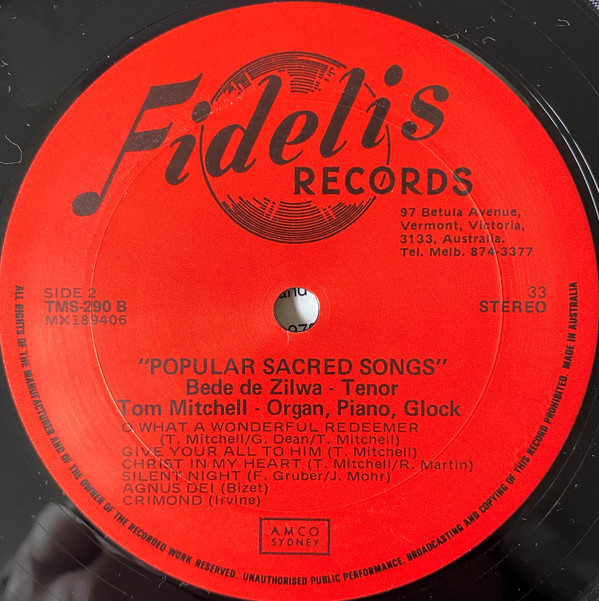 Fidelis
RECORDS
97 Betula Avenue,
Vermont, Victoria,
3133, Australia.
Tel. Melb. 874-3377
SIDE 2
TMS-290 B
MX189406
33
STEREO
"POPULAR SACRED SONGS"
Bede de Zilwa - Tenor
Tom Mitchell - Organ, Piano, Glock
O WHAT A WONDERFUL REDEEMER
(T. Mitchell/G. Dean/T. Mitchell)
GIVE YOUR ALL TO HIM (T. Mitchell)
CHRIST IN MY HEART (T. Mitchell/R. Martin)
SILENT NIGHT (F. Gruber/J. Mohr)
AGNUS DEI (Bizet)
CRIMOND (Irvine)
AMCO
SYDNEY
ALL RIGHTS OF THE MANUFACTURER AND OF THE OWNER OF THE RECORDED WORK RESERVED. UNAUTHORISED PUBLIC PERFORMANCE, BROADCASTING AND COPYING OF THIS RECORD PROHIBITED. MADE IN AUSTRALIA